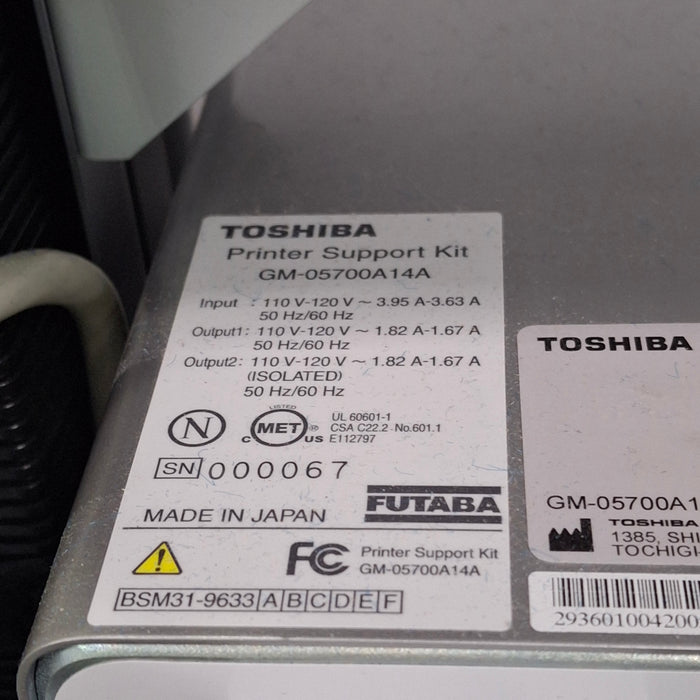 TOSHIBA
Printer Support Kit
GM-05700A14A
Input : 110 V-120 V ~ 3.95 A-3.63 A
50 Hz/60 Hz
Output1: 110 V-120 V ~ 1.82 A-1.67 A
50 Hz/60 Hz
Output2: 110 V-120 V ~ 1.82 A-1.67 A
(ISOLATED)
50 Hz/60 Hz
N
LISTED
c MET ® US
UL 60601-1
CSA C22.2 No.601.1
E112797
SN 000067
MADE IN JAPAN
FUTABA
FC
Printer Support Kit
GM-05700A14A
BSM31-9633 A B C D E F
TOSHIBA
GM-05700A1
TOSHIBA
1385, SHI
TOCHIGI-
29360100420